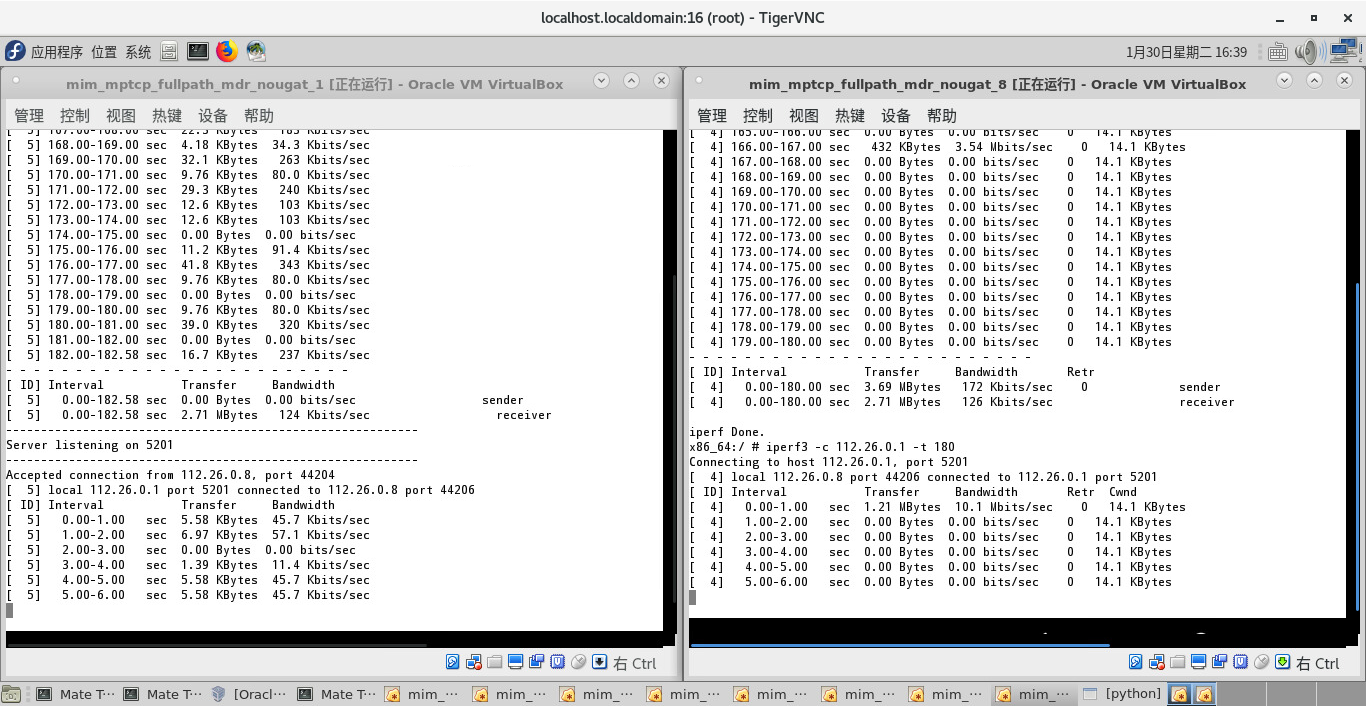 localhost.localdomain:16 (root) - TigerVNC
应用程序 位置 系统
1月30日星期二 16:39
mim_mptcp_fullpath_mdr_nougat_1 [正在运行] - Oracle VM VirtualBox
管理 控制 视图 热键 设备 帮助
[  5] 167.00-168.00 sec  22.3 KBytes   183 Kbits/sec
[  5] 168.00-169.00 sec  4.18 KBytes  34.3 Kbits/sec
[  5] 169.00-170.00 sec  32.1 KBytes   263 Kbits/sec
[  5] 170.00-171.00 sec  9.76 KBytes  80.0 Kbits/sec
[  5] 171.00-172.00 sec  29.3 KBytes   240 Kbits/sec
[  5] 172.00-173.00 sec  12.6 KBytes   103 Kbits/sec
[  5] 173.00-174.00 sec  12.6 KBytes   103 Kbits/sec
[  5] 174.00-175.00 sec  0.00 Bytes  0.00 bits/sec
[  5] 175.00-176.00 sec  11.2 KBytes  91.4 Kbits/sec
[  5] 176.00-177.00 sec  41.8 KBytes   343 Kbits/sec
[  5] 177.00-178.00 sec  9.76 KBytes  80.0 Kbits/sec
[  5] 178.00-179.00 sec  0.00 Bytes  0.00 bits/sec
[  5] 179.00-180.00 sec  9.76 KBytes  80.0 Kbits/sec
[  5] 180.00-181.00 sec  39.0 KBytes   320 Kbits/sec
[  5] 181.00-182.00 sec  0.00 Bytes  0.00 bits/sec
[  5] 182.00-182.58 sec  16.7 KBytes   237 Kbits/sec
- - - - - - - - - - - - - - - - - - - - - - - - -
[ ID] Interval           Transfer     Bandwidth
[  5]   0.00-182.58 sec  0.00 Bytes  0.00 bits/sec                  sender
[  5]   0.00-182.58 sec  2.71 MBytes   124 Kbits/sec                  receiver
-----------------------------------------------------------
Server listening on 5201
-----------------------------------------------------------
Accepted connection from 112.26.0.8, port 44204
[  5] local 112.26.0.1 port 5201 connected to 112.26.0.8 port 44206
[ ID] Interval           Transfer     Bandwidth
[  5]   0.00-1.00   sec  5.58 KBytes  45.7 Kbits/sec
[  5]   1.00-2.00   sec  6.97 KBytes  57.1 Kbits/sec
[  5]   2.00-3.00   sec  0.00 Bytes  0.00 bits/sec
[  5]   3.00-4.00   sec  1.39 KBytes  11.4 Kbits/sec
[  5]   4.00-5.00   sec  5.58 KBytes  45.7 Kbits/sec
[  5]   5.00-6.00   sec  5.58 KBytes  45.7 Kbits/sec
右 Ctrl
mim_mptcp_fullpath_mdr_nougat_8 [正在运行] - Oracle VM VirtualBox
管理 控制 视图 热键 设备 帮助
[  4] 165.00-166.00 sec  0.00 Bytes  0.00 bits/sec    0   14.1 KBytes
[  4] 166.00-167.00 sec   432 KBytes  3.54 Mbits/sec    0   14.1 KBytes
[  4] 167.00-168.00 sec  0.00 Bytes  0.00 bits/sec    0   14.1 KBytes
[  4] 168.00-169.00 sec  0.00 Bytes  0.00 bits/sec    0   14.1 KBytes
[  4] 169.00-170.00 sec  0.00 Bytes  0.00 bits/sec    0   14.1 KBytes
[  4] 170.00-171.00 sec  0.00 Bytes  0.00 bits/sec    0   14.1 KBytes
[  4] 171.00-172.00 sec  0.00 Bytes  0.00 bits/sec    0   14.1 KBytes
[  4] 172.00-173.00 sec  0.00 Bytes  0.00 bits/sec    0   14.1 KBytes
[  4] 173.00-174.00 sec  0.00 Bytes  0.00 bits/sec    0   14.1 KBytes
[  4] 174.00-175.00 sec  0.00 Bytes  0.00 bits/sec    0   14.1 KBytes
[  4] 175.00-176.00 sec  0.00 Bytes  0.00 bits/sec    0   14.1 KBytes
[  4] 176.00-177.00 sec  0.00 Bytes  0.00 bits/sec    0   14.1 KBytes
[  4] 177.00-178.00 sec  0.00 Bytes  0.00 bits/sec    0   14.1 KBytes
[  4] 178.00-179.00 sec  0.00 Bytes  0.00 bits/sec    0   14.1 KBytes
[  4] 179.00-180.00 sec  0.00 Bytes  0.00 bits/sec    0   14.1 KBytes
- - - - - - - - - - - - - - - - - - - - - - - - -
[ ID] Interval           Transfer     Bandwidth       Retr
[  4]   0.00-180.00 sec  3.69 MBytes   172 Kbits/sec    0             sender
[  4]   0.00-180.00 sec  2.71 MBytes   126 Kbits/sec                  receiver
iperf Done.
x86_64:/ # iperf3 -c 112.26.0.1 -t 180
Connecting to host 112.26.0.1, port 5201
[  4] local 112.26.0.8 port 44206 connected to 112.26.0.1 port 5201
[ ID] Interval           Transfer     Bandwidth       Retr  Cwnd
[  4]   0.00-1.00   sec  1.21 MBytes  10.1 Mbits/sec    0   14.1 KBytes
[  4]   1.00-2.00   sec  0.00 Bytes  0.00 bits/sec    0   14.1 KBytes
[  4]   2.00-3.00   sec  0.00 Bytes  0.00 bits/sec    0   14.1 KBytes
[  4]   3.00-4.00   sec  0.00 Bytes  0.00 bits/sec    0   14.1 KBytes
[  4]   4.00-5.00   sec  0.00 Bytes  0.00 bits/sec    0   14.1 KBytes
[  4]   5.00-6.00   sec  0.00 Bytes  0.00 bits/sec    0   14.1 KBytes
右 Ctrl
Mate T··· Mate T··· [Oracl··· Mate T··· mim_··· mim_··· mim_··· mim_··· mim_··· mim_··· mim_··· mim_··· [python]